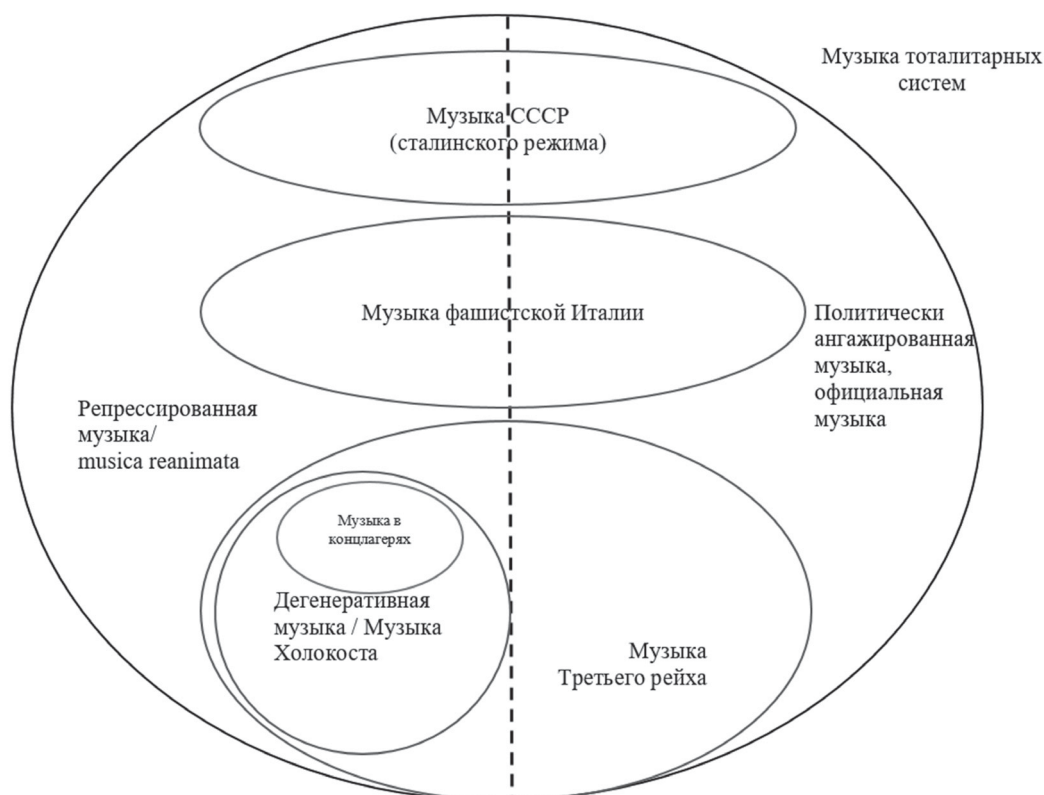 Музыка тоталитарных
систем
Музыка СССР
(сталинского режима)
Музыка фашистской Италии
Политически
ангажированная
музыка,
официальная
музыка
Репрессированная
музыка/
musica reanimata
Музыка в
концлагерях
Дегенеративная
музыка / Музыка
Холокоста
Музыка
Третьего рейха